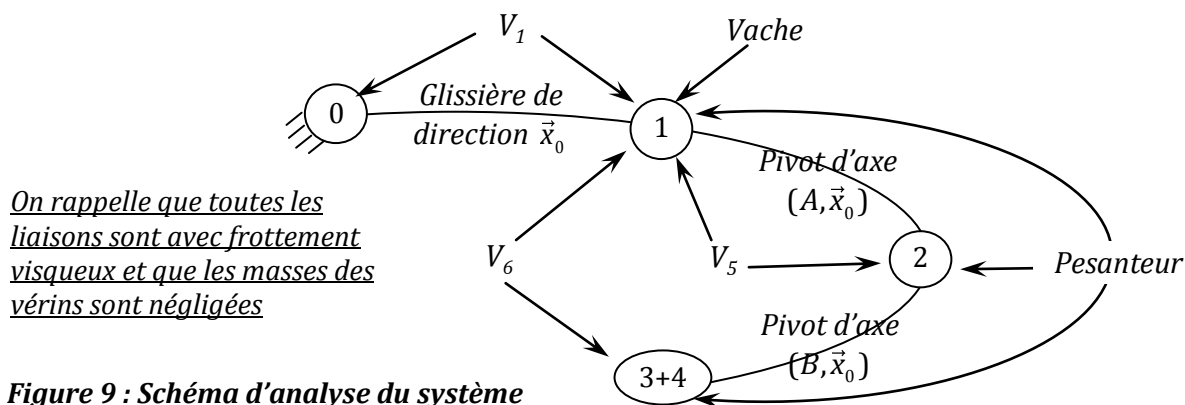 V₁
Vache
0
Glissière de
direction x⃗₀
1
Pivot d'axe
(A, x⃗₀)
On rappelle que toutes les
liaisons sont avec frottement
visqueux et que les masses des
vérins sont négligées
V₆
V₅
2
Pesanteur
Pivot d'axe
(B, x⃗₀)
3+4
Figure 9 : Schéma d'analyse du système